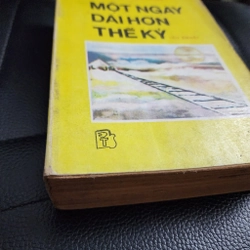 MỘT NGÀY
DÀI HƠN
THẾ KỶ